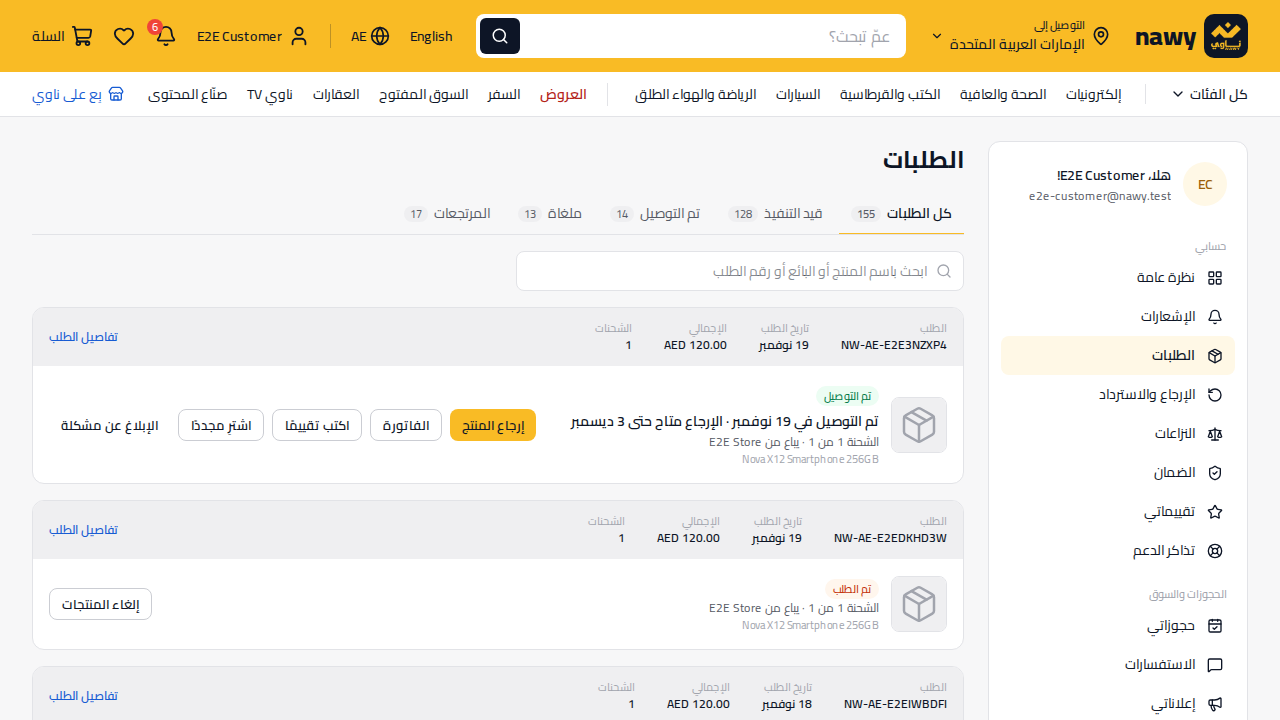 ناوي
nawy
التوصيل إلى
الإمارات العربية المتحدة
عمّ تبحث؟
English
AE
E2E Customer
6
السلة
كل الفئات
إلكترونيات
الصحة والعافية
الكتب والقرطاسية
السيارات
الرياضة والهواء الطلق
العروض
السفر
السوق المفتوح
العقارات
ناوي TV
صنّاع المحتوى
بع على ناوي
EC
هلا، E2E Customer!
e2e-customer@nawy.test
حسابي
نظرة عامة
الإشعارات
الطلبات
الإرجاع والاسترداد
النزاعات
الضمان
تقييماتي
تذاكر الدعم
الحجوزات والسوق
حجوزاتي
الاستفسارات
إعلاناتي
الطلبات
كل الطلبات 155
قيد التنفيذ 128
تم التوصيل 14
ملغاة 13
المرتجعات 17
ابحث باسم المنتج أو البائع أو رقم الطلب
الطلب
NW-AE-E2E3NZXP4
تاريخ الطلب
19 نوفمبر
الإجمالي
AED 120.00
الشحنات
1
تفاصيل الطلب
تم التوصيل
تم التوصيل في 19 نوفمبر · الإرجاع متاح حتى 3 ديسمبر
الشحنة 1 من 1 · يباع من E2E Store
Nova X12 Smartphone 256GB
إرجاع المنتج
الفاتورة
اكتب تقييمًا
اشترِ مجددًا
الإبلاغ عن مشكلة
الطلب
NW-AE-E2EDKHD3W
تاريخ الطلب
19 نوفمبر
الإجمالي
AED 120.00
الشحنات
1
تفاصيل الطلب
تم الطلب
الشحنة 1 من 1 · يباع من E2E Store
Nova X12 Smartphone 256GB
إلغاء المنتجات
الطلب
NW-AE-E2EIWBDFI
تاريخ الطلب
18 نوفمبر
الإجمالي
AED 120.00
الشحنات
1
تفاصيل الطلب